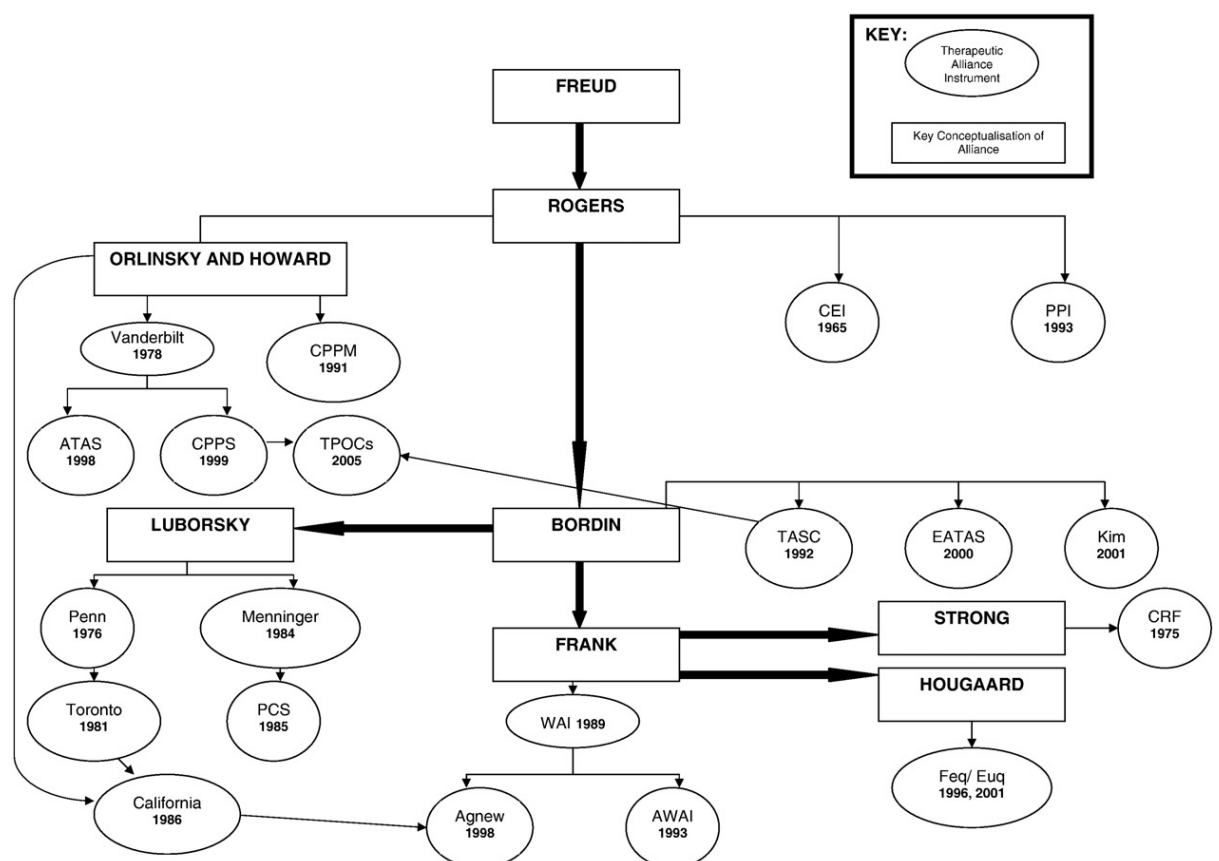 KEY:
Therapeutic
Alliance
Instrument
Key Conceptualisation of
Alliance
FREUD
ROGERS
ORLINSKY AND HOWARD
CEI
1965
PPI
1993
Vanderbilt
1978
CPPM
1991
ATAS
1998
CPPS
1999
TPOCs
2005
LUBORSKY
BORDIN
TASC
1992
EATAS
2000
Kim
2001
Penn
1976
Menninger
1984
FRANK
STRONG
CRF
1975
HOUGAARD
Toronto
1981
PCS
1985
WAI 1989
Feq/ Euq
1996, 2001
California
1986
Agnew
1998
AWAI
1993